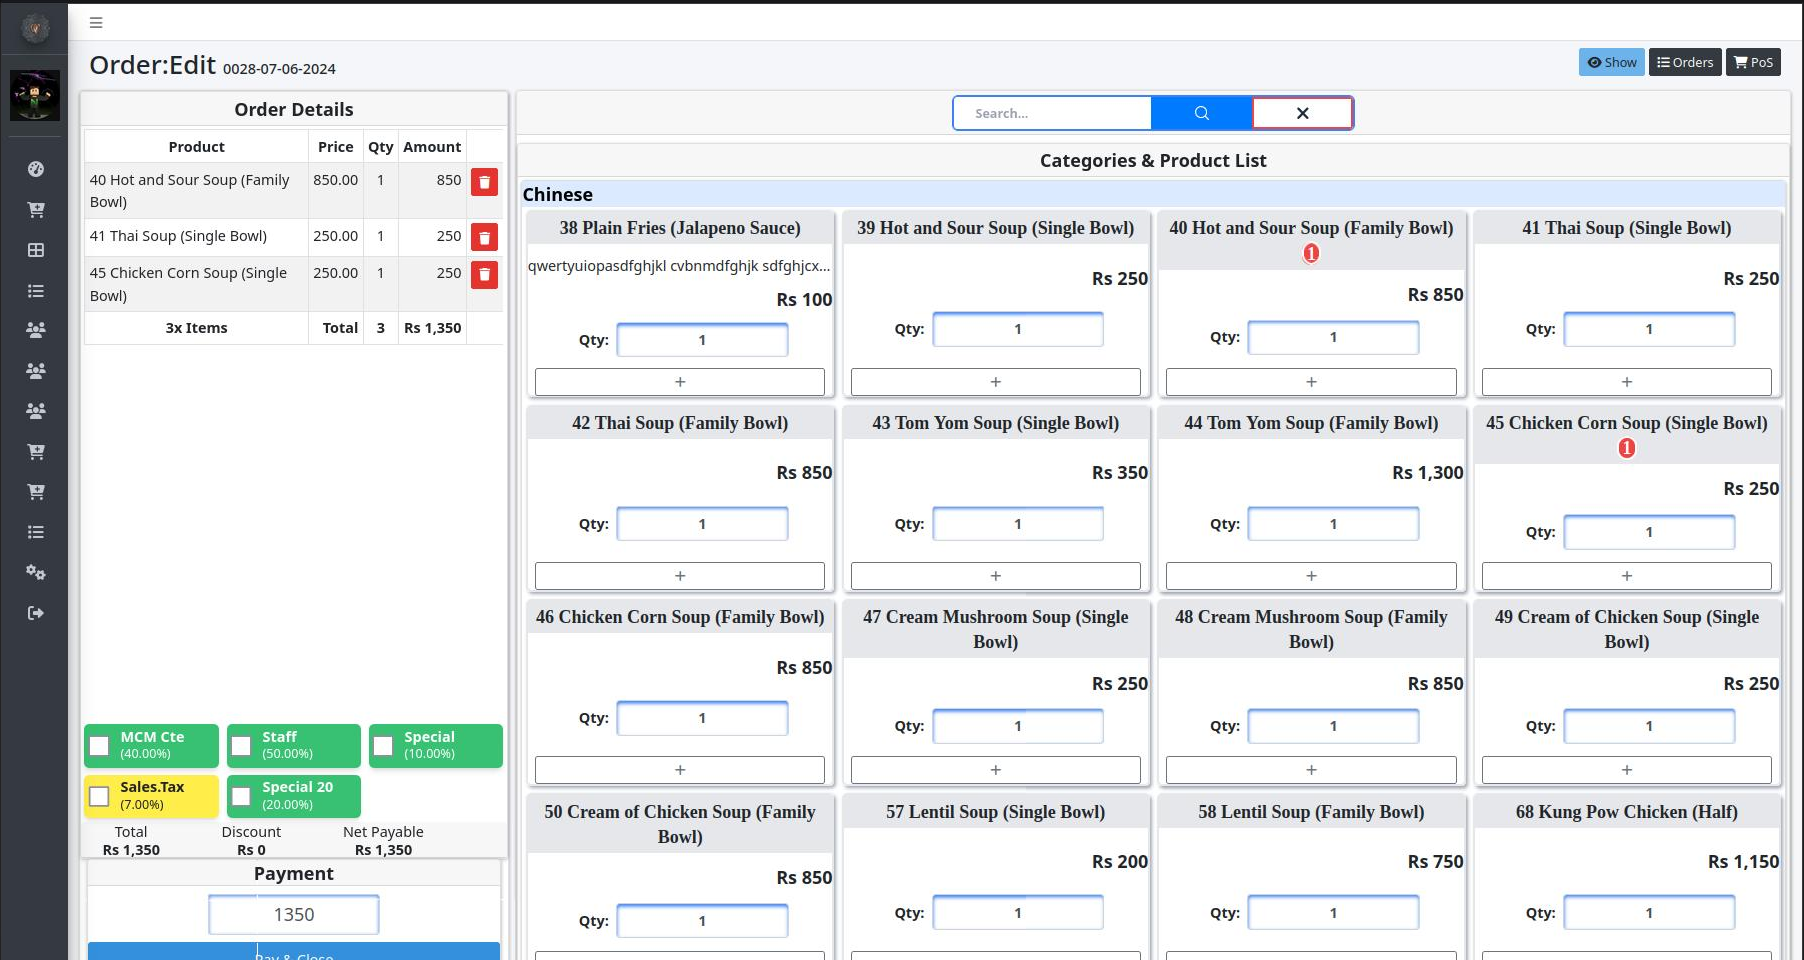 Order:Edit 0028-07-06-2024
Show
Orders
PoS
Order Details
Product Price Qty Amount
40 Hot and Sour Soup (Family 850.00 1 850
Bowl)
41 Thai Soup (Single Bowl) 250.00 1 250
45 Chicken Corn Soup (Single 250.00 1 250
Bowl)
3x Items Total 3 Rs 1,350
MCM Cte
(40.00%)
Staff
(50.00%)
Special
(10.00%)
Sales.Tax
(7.00%)
Special 20
(20.00%)
Total Discount Net Payable
Rs 1,350 Rs 0 Rs 1,350
Payment
1350
Pay & Close
Search...
Categories & Product List
Chinese
38 Plain Fries (Jalapeno Sauce)
qwertyuiopasdfghjkl cvbnmdfghjk sdfghjcx...
Rs 100
Qty: 1
+
39 Hot and Sour Soup (Single Bowl)
Rs 250
Qty: 1
+
40 Hot and Sour Soup (Family Bowl)
1
Rs 850
Qty: 1
+
41 Thai Soup (Single Bowl)
Rs 250
Qty: 1
+
42 Thai Soup (Family Bowl)
Rs 850
Qty: 1
+
43 Tom Yom Soup (Single Bowl)
Rs 350
Qty: 1
+
44 Tom Yom Soup (Family Bowl)
Rs 1,300
Qty: 1
+
45 Chicken Corn Soup (Single Bowl)
1
Rs 250
Qty: 1
+
46 Chicken Corn Soup (Family Bowl)
Rs 850
Qty: 1
+
47 Cream Mushroom Soup (Single
Bowl)
Rs 250
Qty: 1
+
48 Cream Mushroom Soup (Family
Bowl)
Rs 850
Qty: 1
+
49 Cream of Chicken Soup (Single
Bowl)
Rs 250
Qty: 1
+
50 Cream of Chicken Soup (Family
Bowl)
Rs 850
Qty: 1
57 Lentil Soup (Single Bowl)
Rs 200
Qty: 1
58 Lentil Soup (Family Bowl)
Rs 750
Qty: 1
68 Kung Pow Chicken (Half)
Rs 1,150
Qty: 1